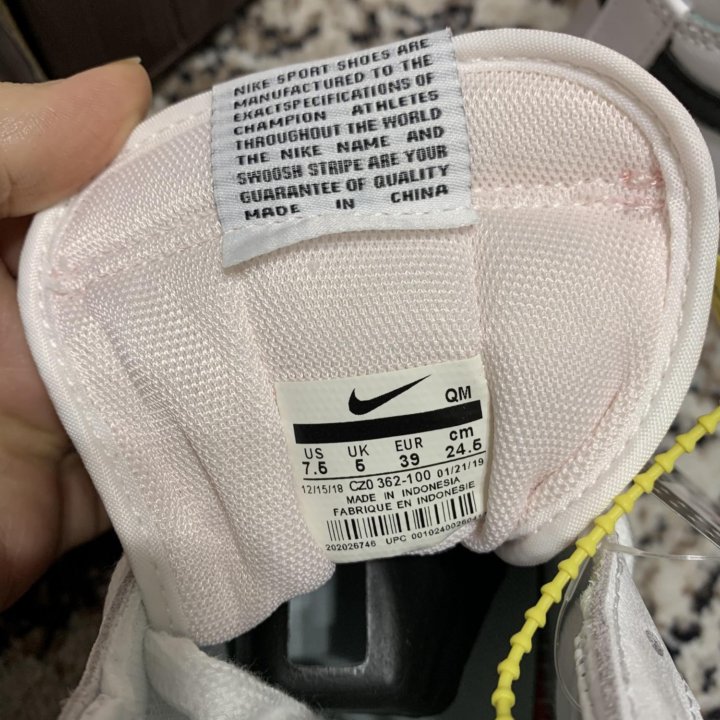 NIKE SPORT SHOES ARE
MANUFACTURED TO THE
EXACTSPECIFICATIONS OF
CHAMPION ATHLETES
THROUGHOUT THE WORLD
THE NIKE NAME AND
SWOOSH STRIPE ARE YOUR
GUARANTEE OF QUALITY
MADE IN CHINA
QM
US UK EUR cm
7.5 5 39 24.5
12/15/18 CZ0 362-100 01/21/19
MADE IN INDONESIA
FABRIQUE EN INDONESIE
202026746 UPC